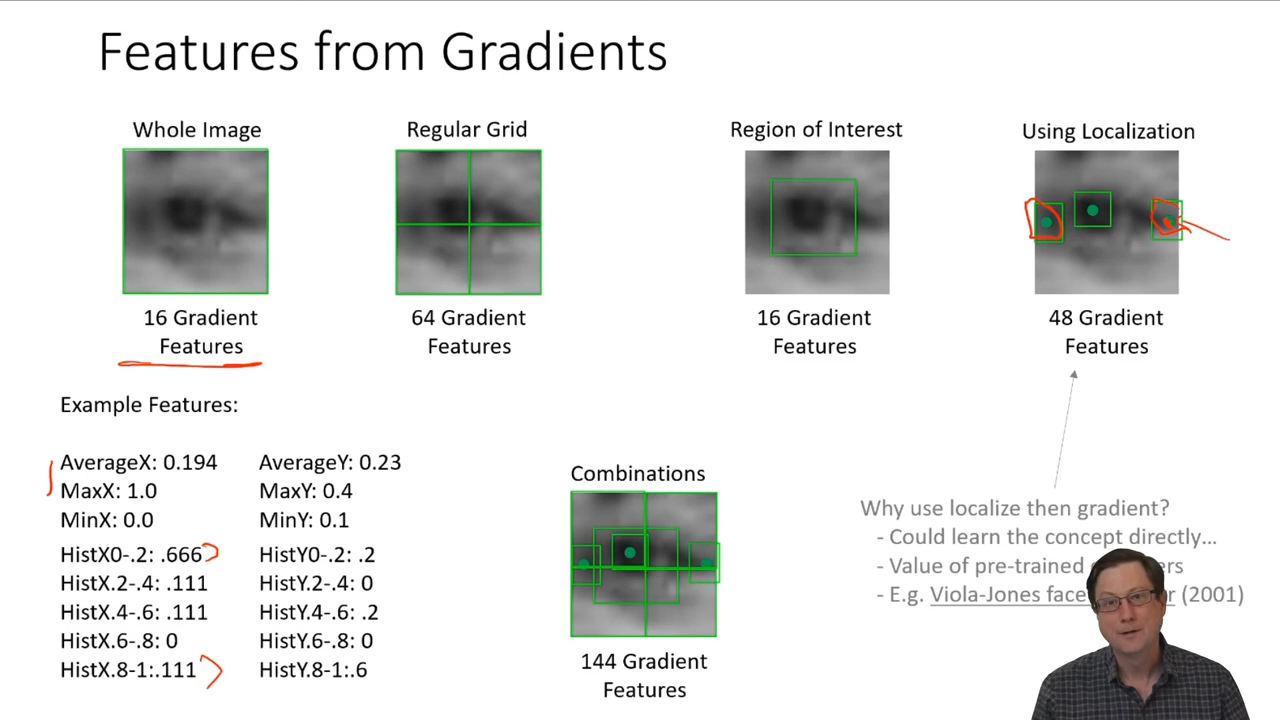 Features from Gradients
Whole Image
16 Gradient
Features
Regular Grid
64 Gradient
Features
Region of Interest
16 Gradient
Features
Using Localization
48 Gradient
Features
Example Features:
AverageX: 0.194
MaxX: 1.0
MinX: 0.0
HistX0-.2: .666
HistX.2-.4: .111
HistX.4-.6: .111
HistX.6-.8: 0
HistX.8-1:.111
AverageY: 0.23
MaxY: 0.4
MinY: 0.1
HistY0-.2: .2
HistY.2-.4: 0
HistY.4-.6: .2
HistY.6-.8: 0
HistY.8-1:.6
Combinations
144 Gradient
Features
Why use localize then gradient?
- Could learn the concept directly…
- Value of pre-trained
- E.g. Viola-Jones face (2001)